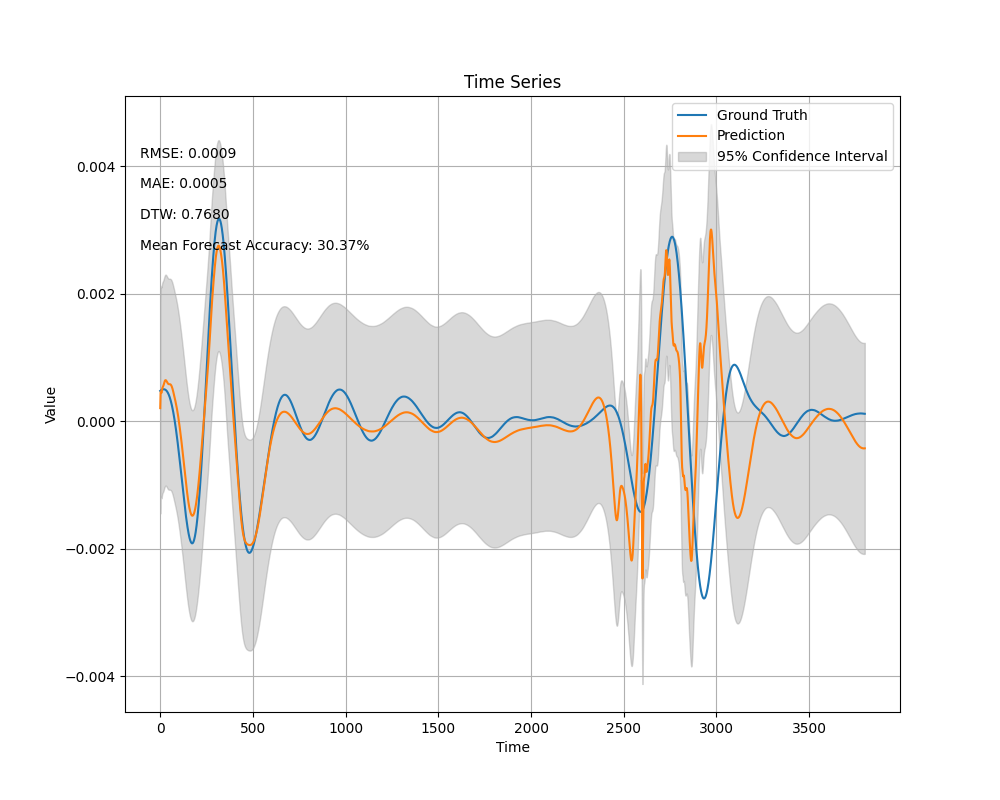 Time Series
Ground Truth
Prediction
95% Confidence Interval
RMSE: 0.0009
MAE: 0.0005
DTW: 0.7680
Mean Forecast Accuracy: 30.37%
0.004
0.002
0.000
−0.002
−0.004
Value
0 500 1000 1500 2000 2500 3000 3500
Time